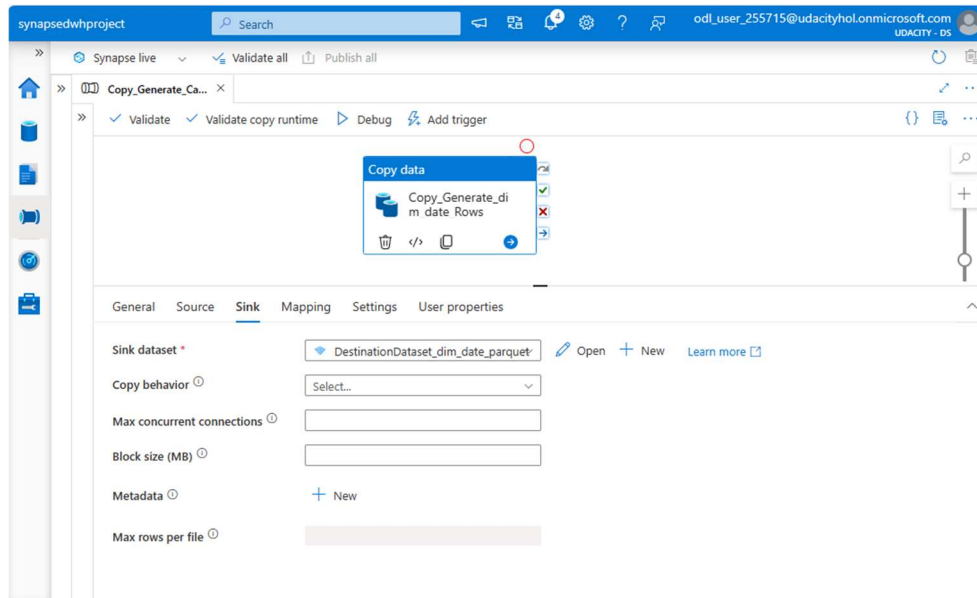 synapsedwhproject
Search
4
?
odl_user_255715@udacityhol.onmicrosoft.com
UDACITY - DS
Synapse live
Validate all
Publish all
Copy_Generate_Ca...
Validate
Validate copy runtime
Debug
Add trigger
{}
Copy data
Copy_Generate_di
m_date_Rows
General Source Sink Mapping Settings User properties
Sink dataset *
DestinationDataset_dim_date_parquet
Open
New
Learn more
Copy behavior
Select...
Max concurrent connections
Block size (MB)
Metadata
New
Max rows per file